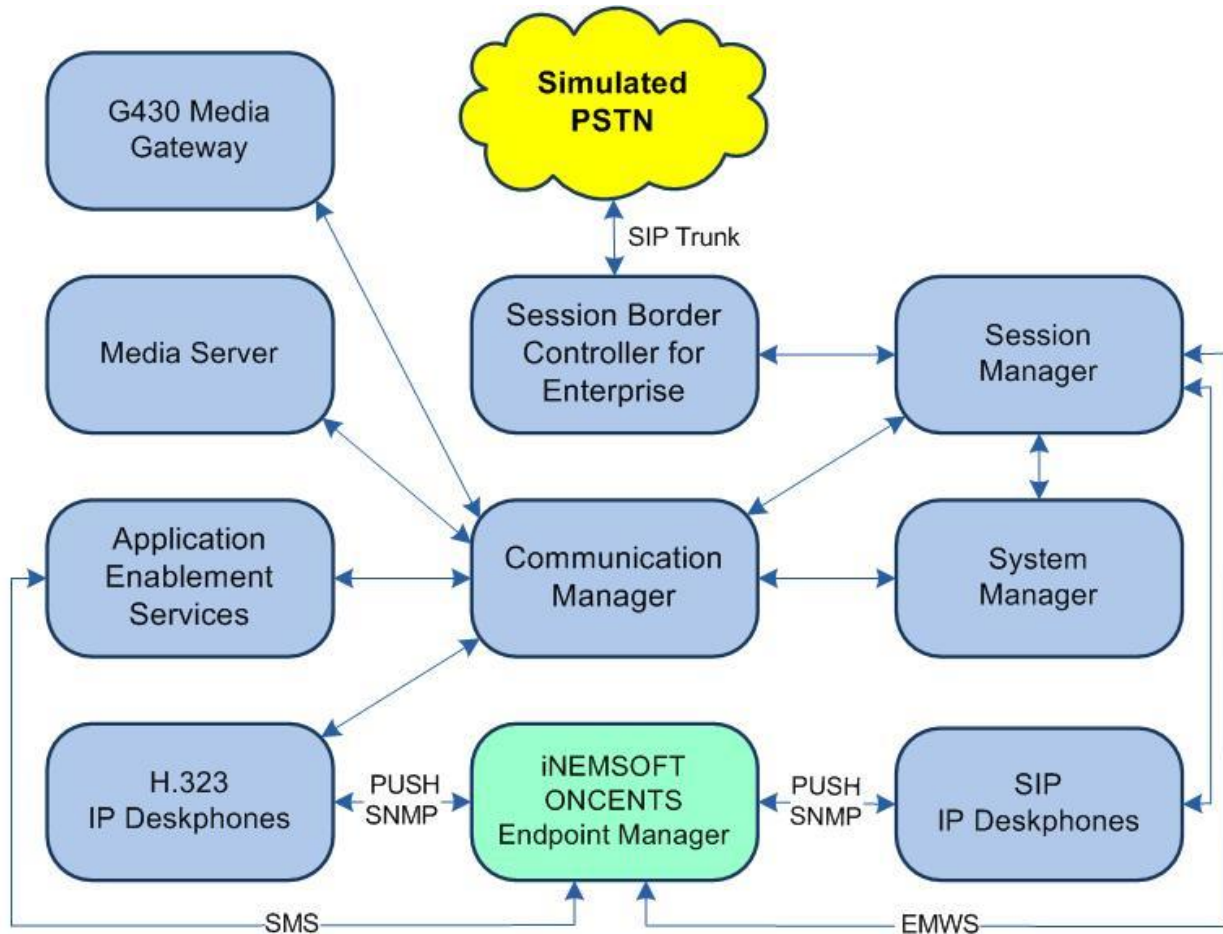 G430 Media
Gateway
Simulated
PSTN
SIP Trunk
Media Server
Session Border
Controller for
Enterprise
Session
Manager
Application
Enablement
Services
Communication
Manager
System
Manager
H.323
IP Deskphones
PUSH
SNMP
iNEMSOFT
ONCENTS
Endpoint Manager
PUSH
SNMP
SIP
IP Deskphones
SMS
EMWS